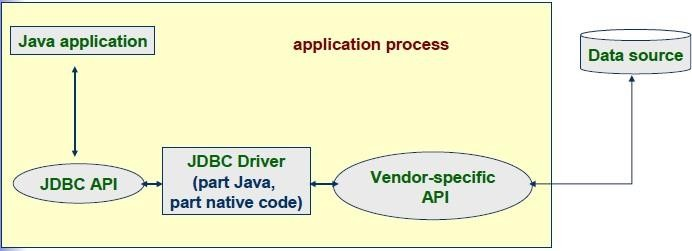 Java application
application process
Data source
JDBC API
JDBC Driver
(part Java,
part native code)
Vendor-specific
API